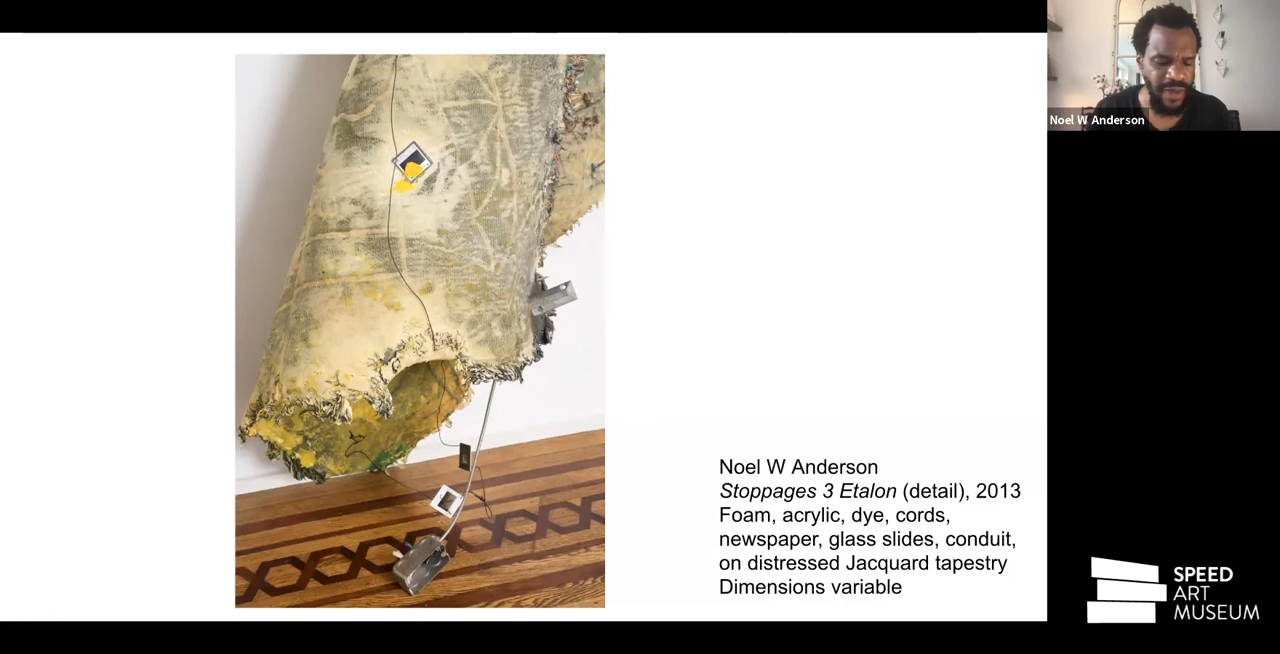 Noel W Anderson
Noel W Anderson
Stoppages 3 Etalon (detail), 2013
Foam, acrylic, dye, cords,
newspaper, glass slides, conduit,
on distressed Jacquard tapestry
Dimensions variable
SPEED
ART
MUSEUM